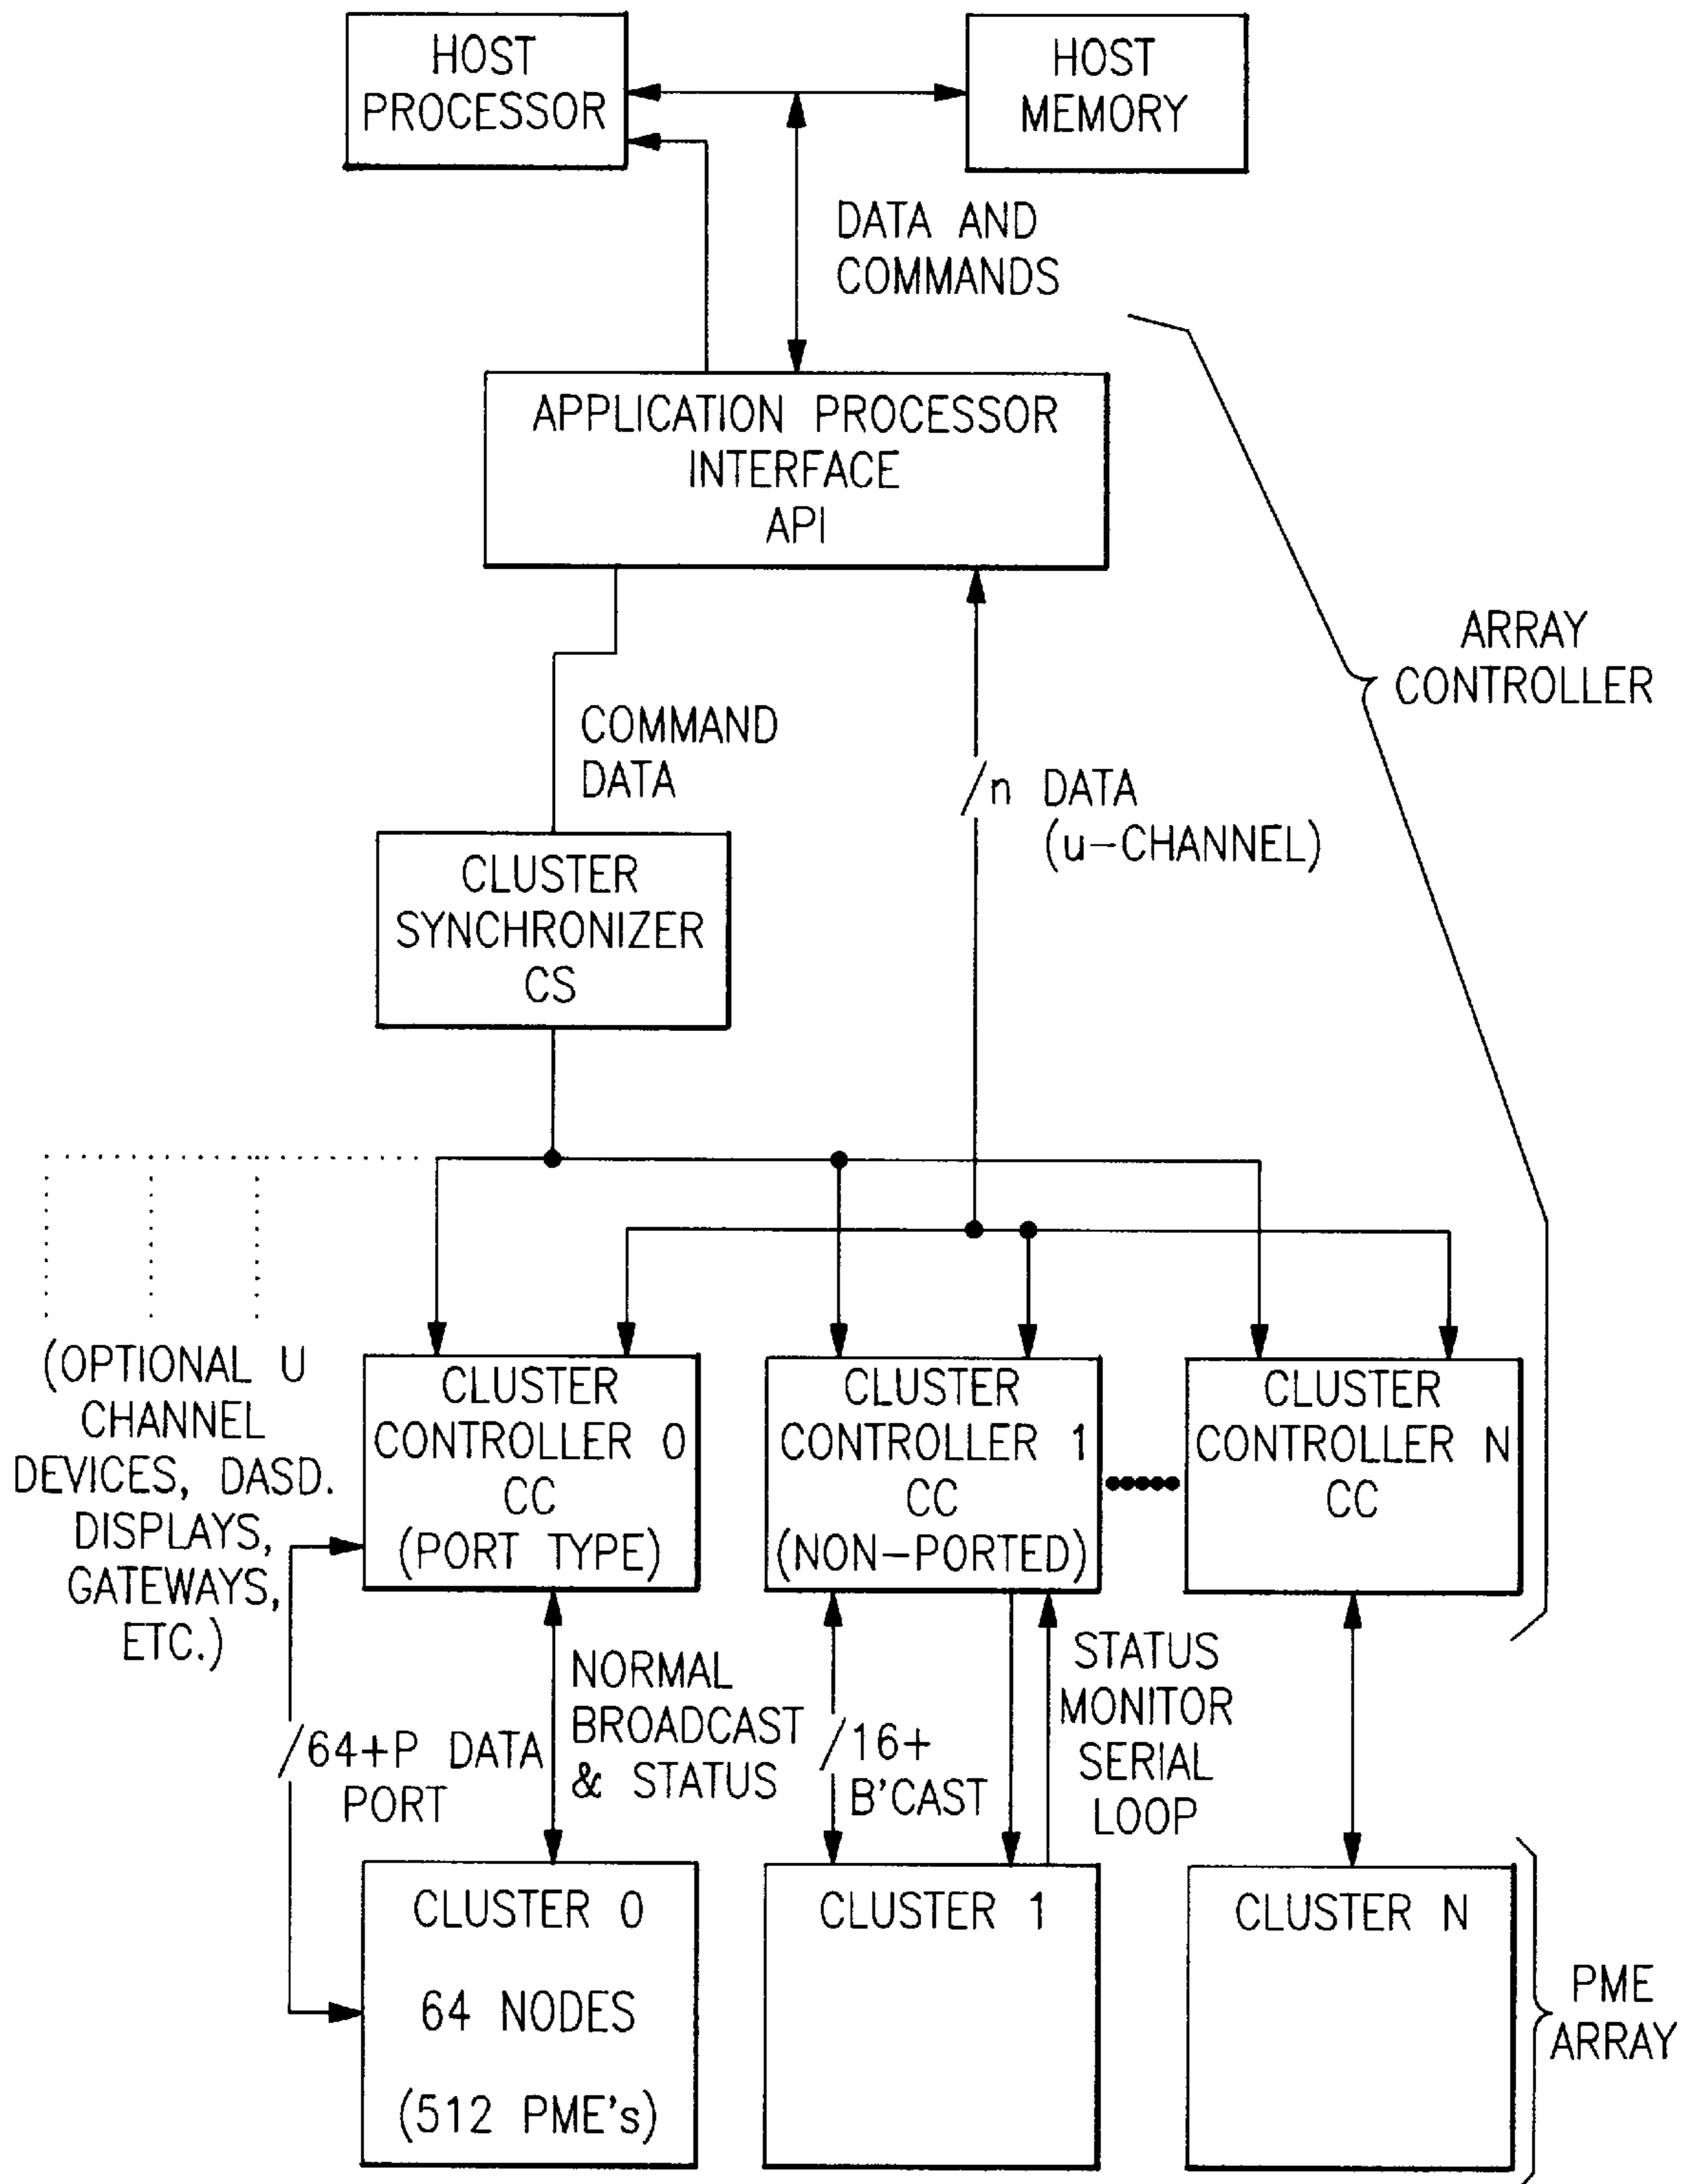 HOST
PROCESSOR
HOST
MEMORY
DATA AND
COMMANDS
APPLICATION PROCESSOR
INTERFACE
API
ARRAY
CONTROLLER
COMMAND
DATA
/n DATA
(u-CHANNEL)
CLUSTER
SYNCHRONIZER
CS
(OPTIONAL U
CHANNEL
DEVICES, DASD.
DISPLAYS,
GATEWAYS,
ETC.)
CLUSTER
CONTROLLER 0
CC
(PORT TYPE)
CLUSTER
CONTROLLER 1
CC
(NON-PORTED)
CLUSTER
CONTROLLER N
CC
/64+P DATA
PORT
NORMAL
BROADCAST
& STATUS
/16+
B'CAST
STATUS
MONITOR
SERIAL
LOOP
CLUSTER 0
64 NODES
(512 PME's)
CLUSTER 1
CLUSTER N
PME
ARRAY